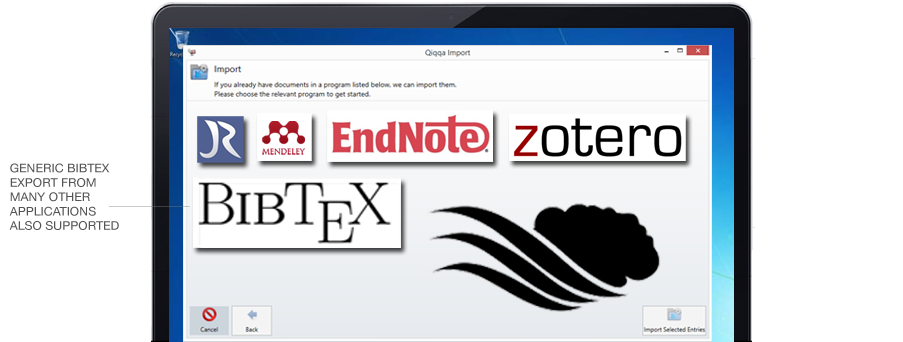 Qiqqa Import
Import
If you already have documents in a program listed below, we can import them.
Please choose the relevant program to get started.
JR
MENDELEY
EndNote
zotero
GENERIC BIBTEX
EXPORT FROM
MANY OTHER
APPLICATIONS
ALSO SUPPORTED
BIBTEX
Cancel
Back
Import Selected Entries